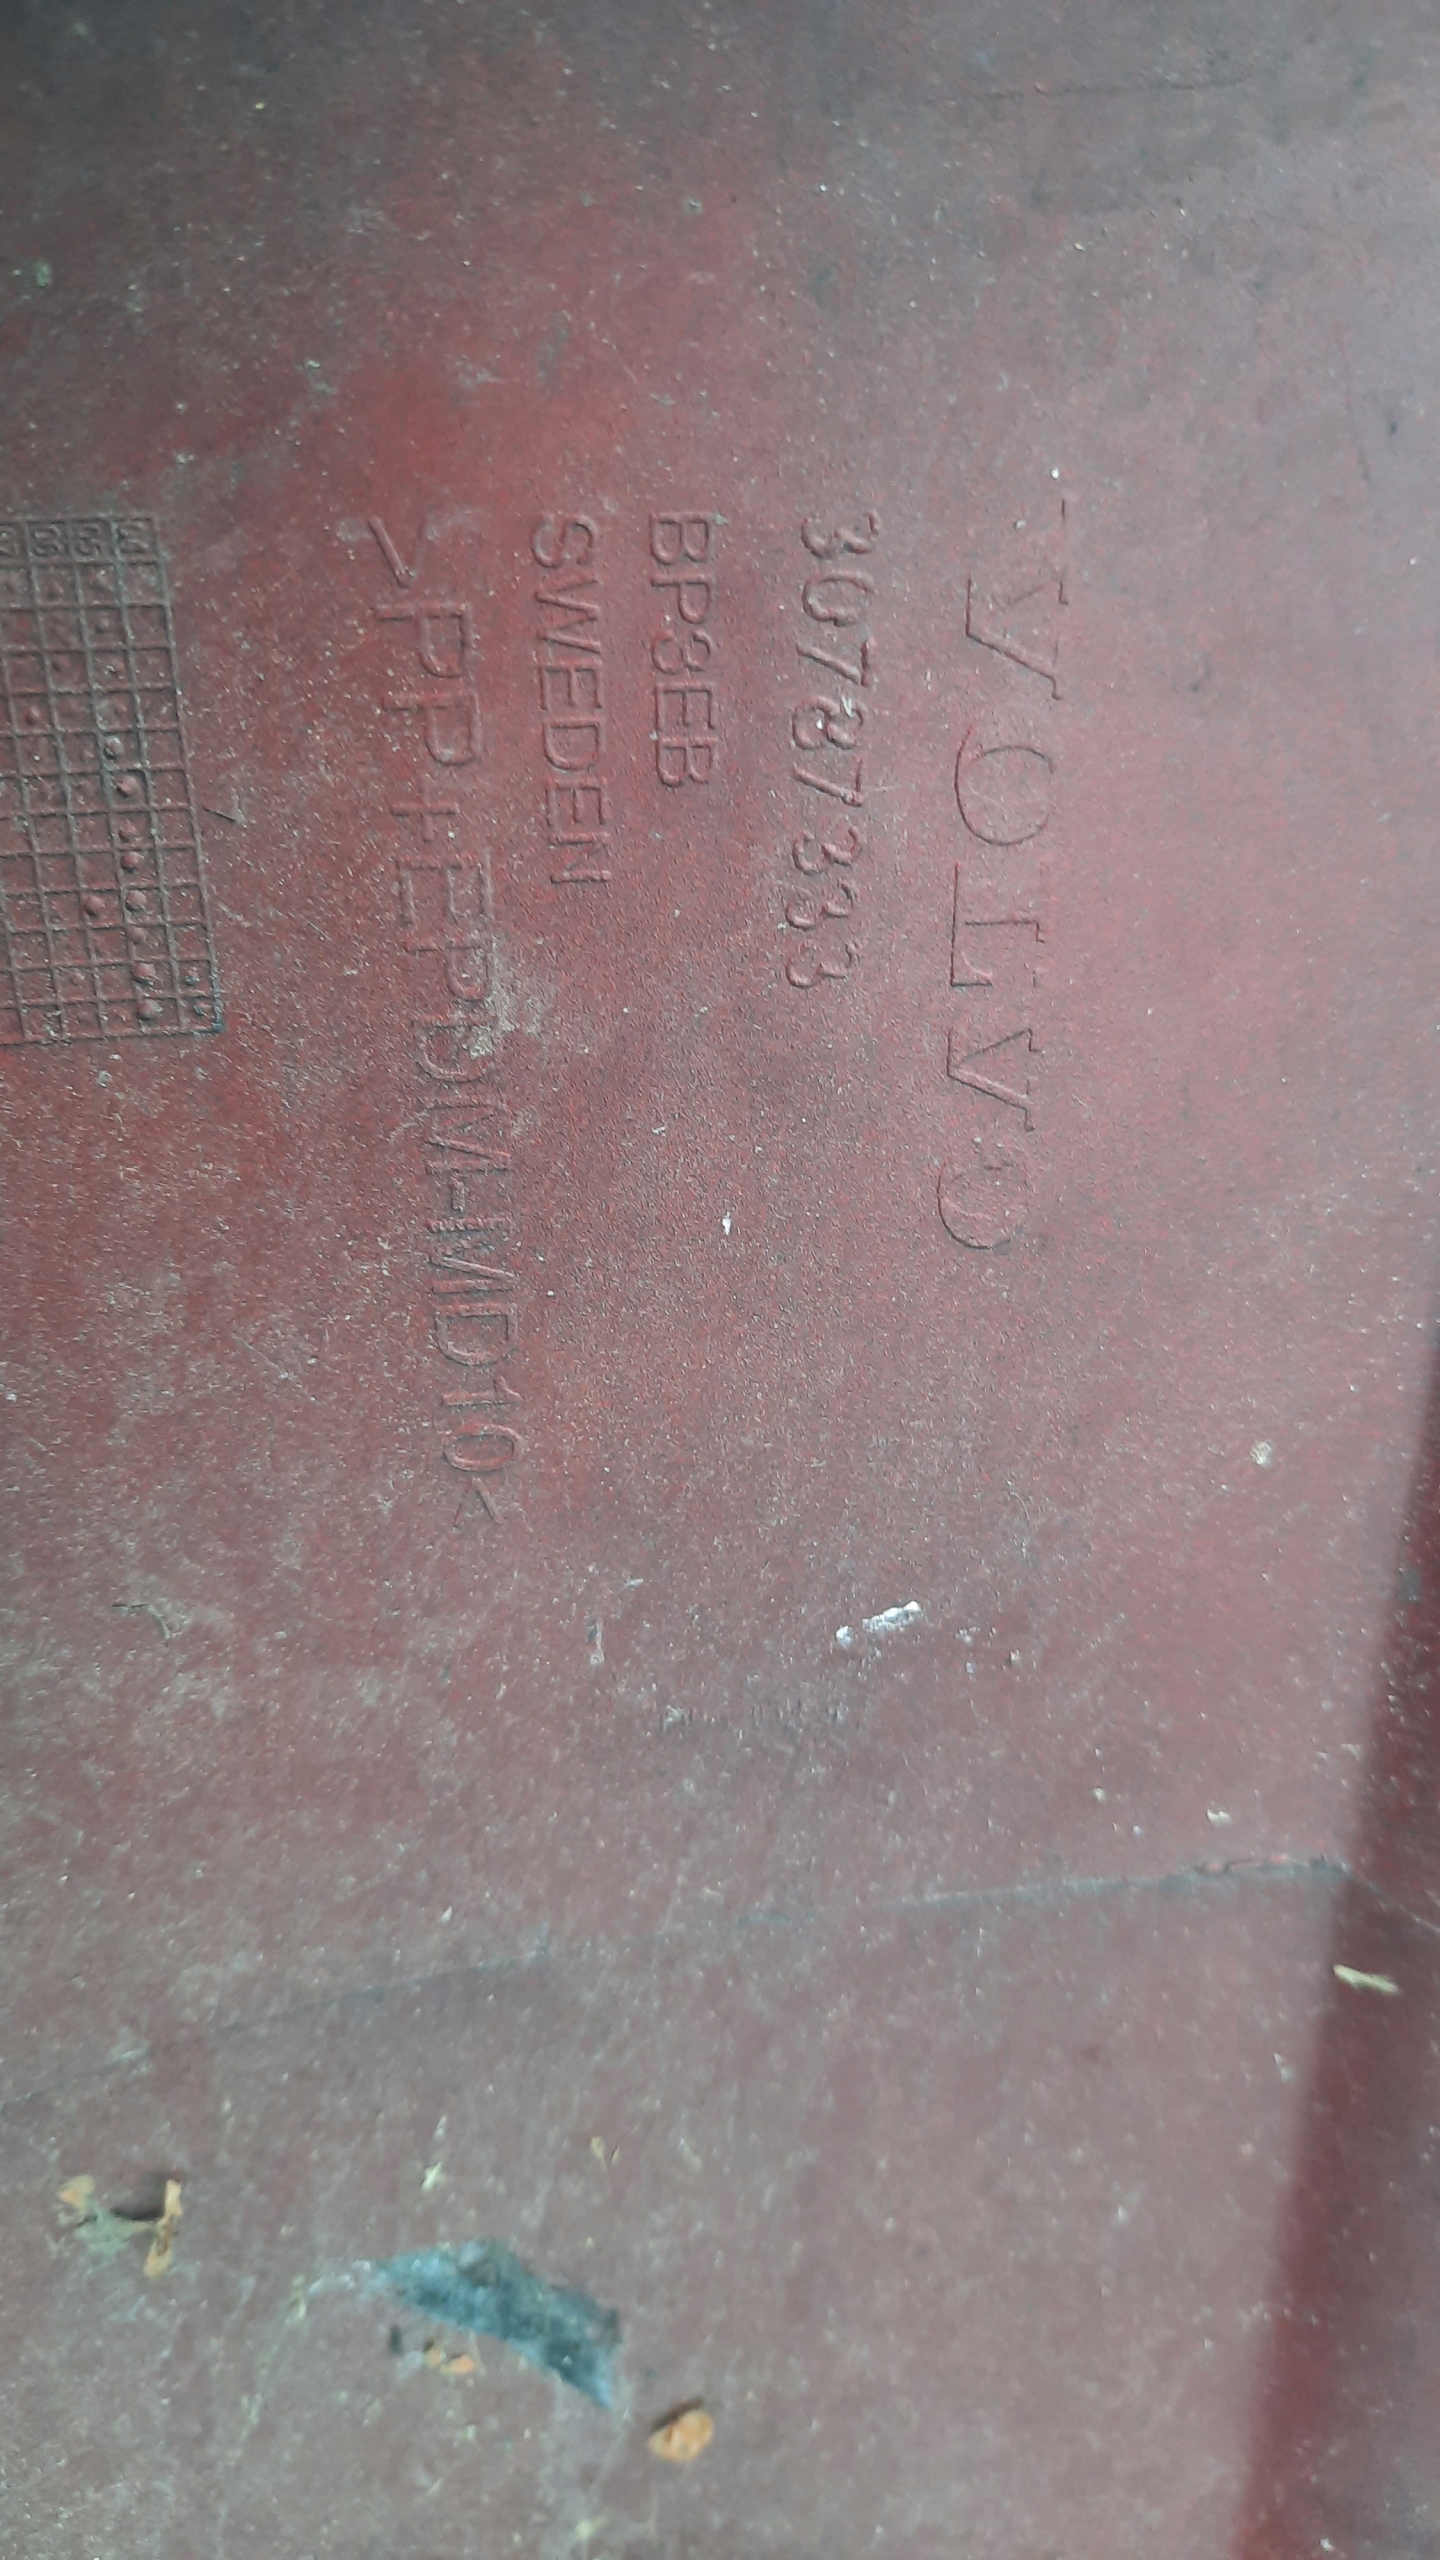 VOLVO
30787333
BP3EB
SWEDEN
>PP+EPDM-MD10<